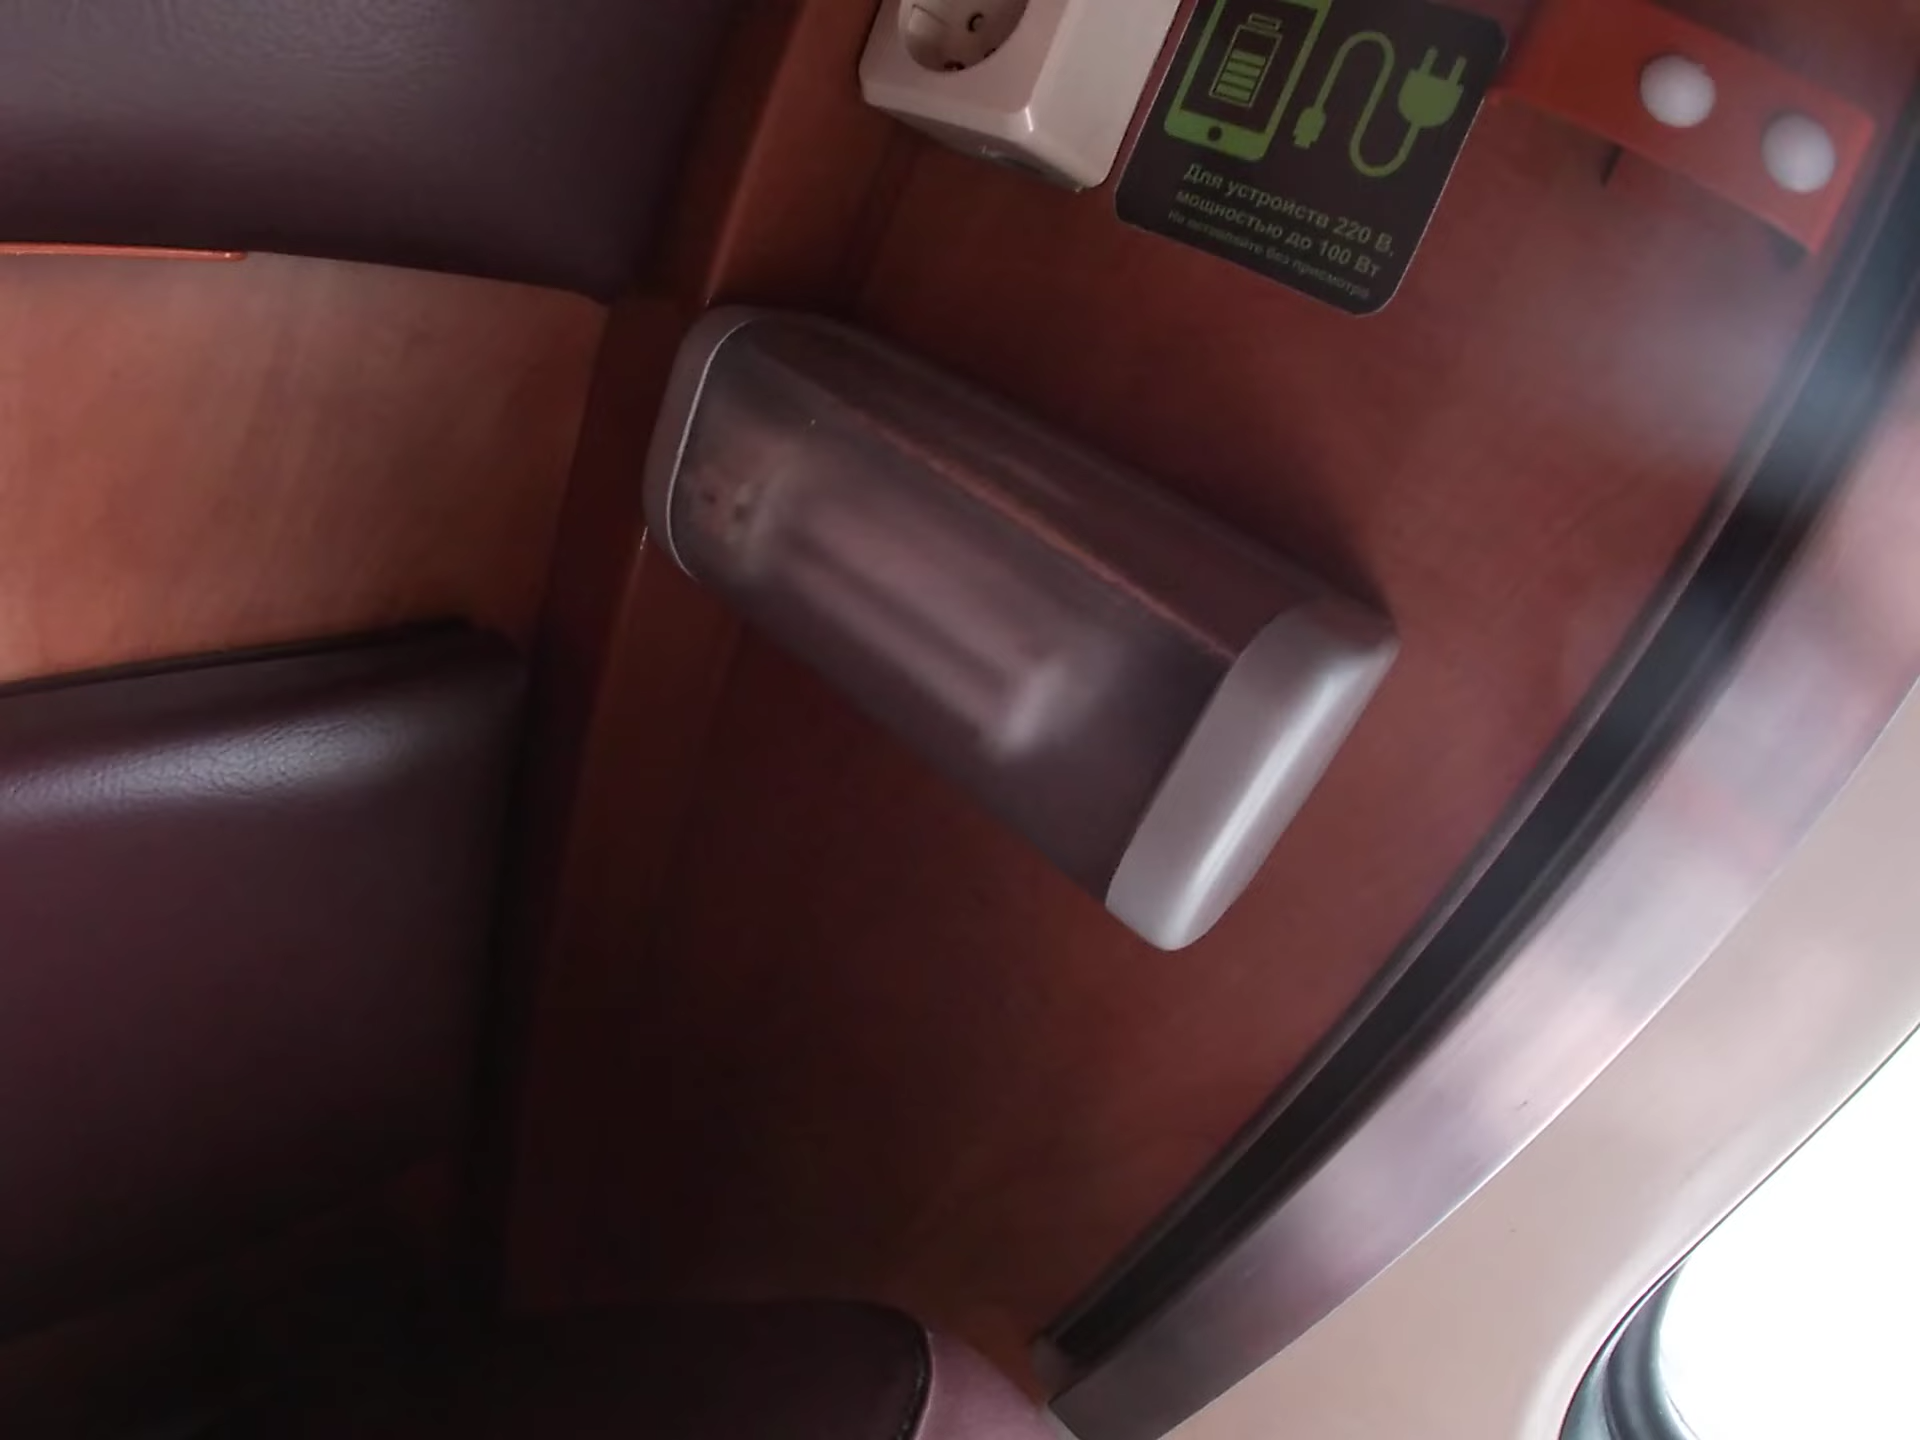 Для устройств 220 В,
мощностью до 100 Вт
Не оставляйте без присмотра